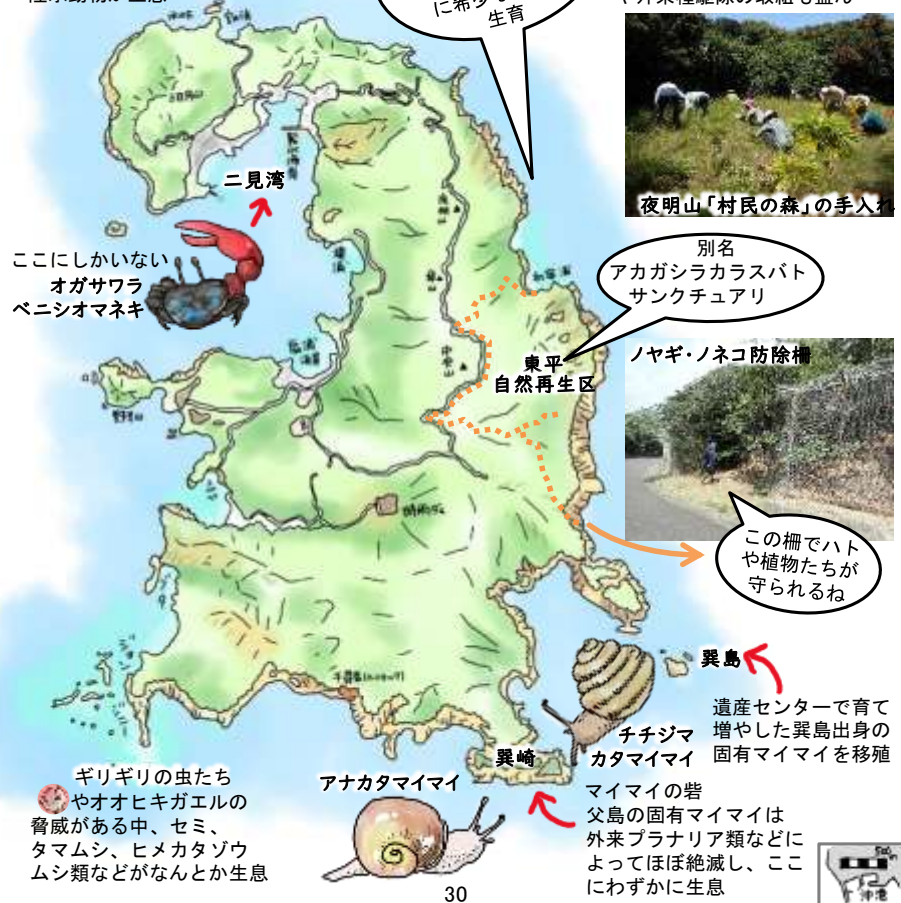 に希少
生育
夜明山「村民の森」の手入れ
二見湾
ここにしかいない
オガサワラ
ベニシオマネキ
別名
アカガシラカラスバト
サンクチュアリ
東平
自然再生区
ノヤギ・ノネコ防除柵
この柵でハト
や植物たちが
守られるね
中央山
時雨ダム
巽島
遺産センターで育て
増やした巽島出身の
固有マイマイを移殖
チチジマ
カタマイマイ
巽崎
アナカタマイマイ
マイマイの砦
父島の固有マイマイは
外来プラナリア類などに
よってほぼ絶滅し、ここ
にわずかに生息
ギリギリの虫たち
やオオヒキガエルの
脅威がある中、セミ、
タマムシ、ヒメカタゾウ
ムシ類などがなんとか生息
30
沖港